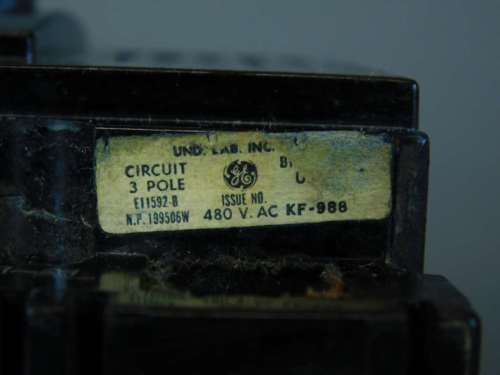 UND. LAB. INC.
CIRCUIT GE B
3 POLE
E11592-B ISSUE NO.
N.P. 199506W 480 V. AC KF-988